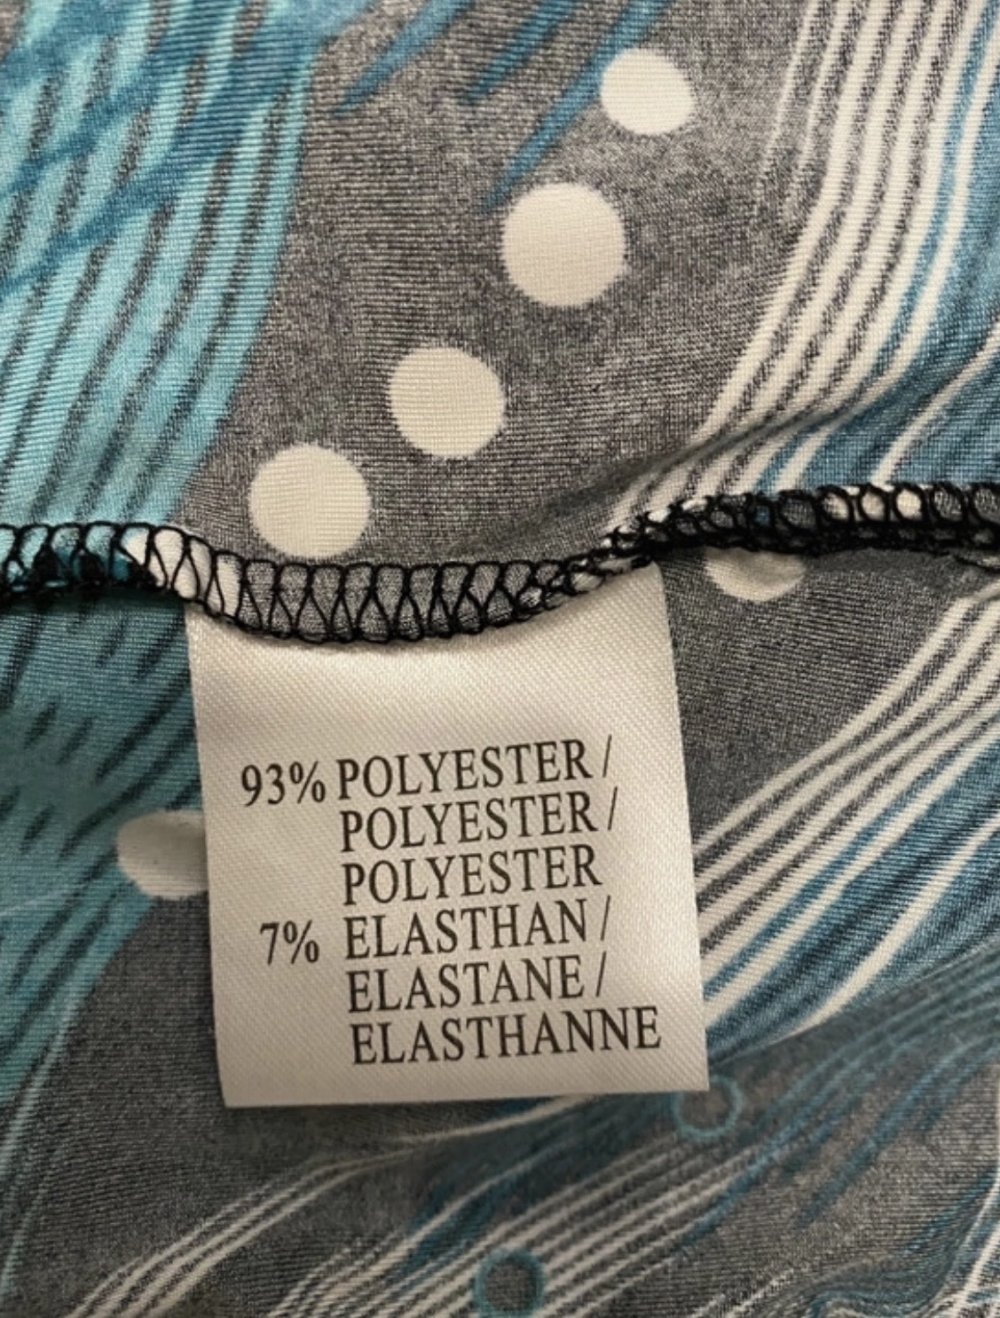 93% POLYESTER /
POLYESTER /
POLYESTER
7% ELASTHAN /
ELASTANE /
ELASTHANNE